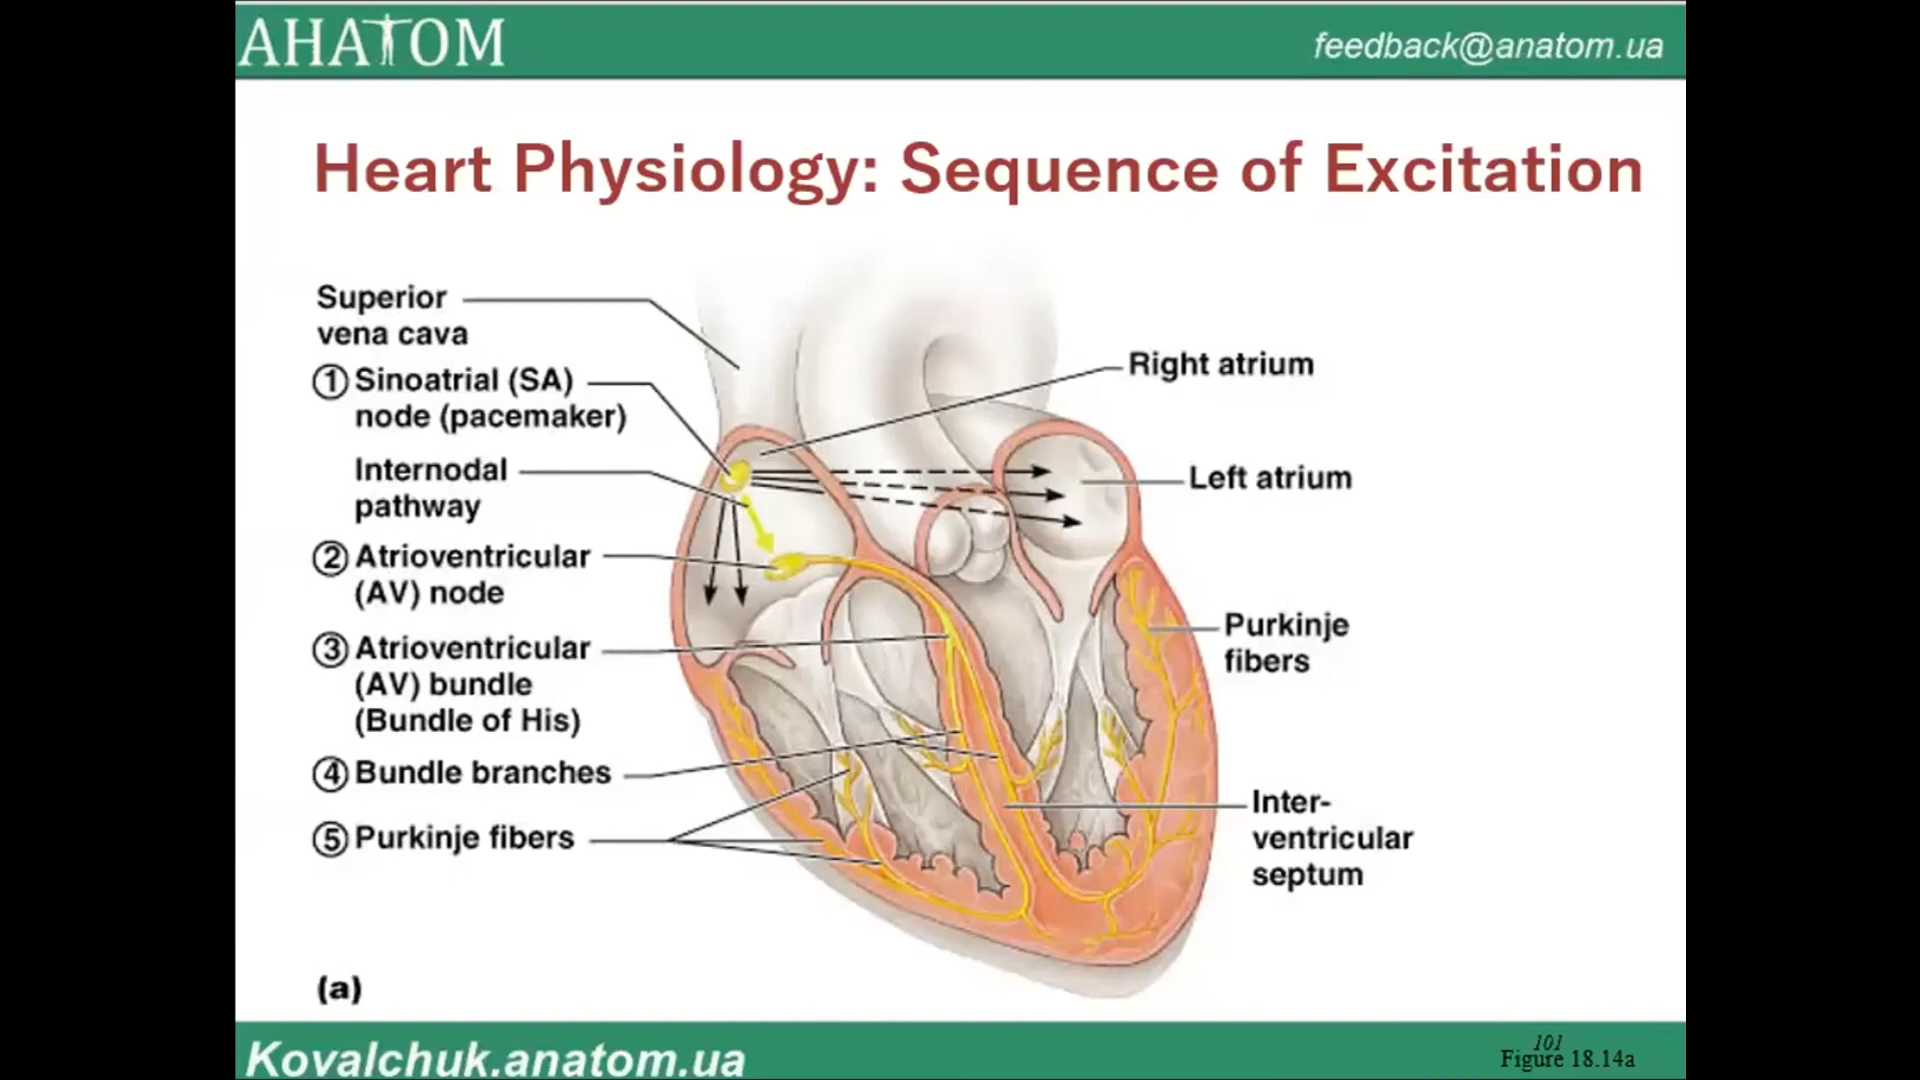 АНАТОМ
feedback@anatom.ua
Heart Physiology: Sequence of Excitation
Superior
vena cava
① Sinoatrial (SA)
node (pacemaker)
Internodal
pathway
② Atrioventricular
(AV) node
③ Atrioventricular
(AV) bundle
(Bundle of His)
④ Bundle branches
⑤ Purkinje fibers
Right atrium
Left atrium
Purkinje
fibers
Inter-
ventricular
septum
(a)
Kovalchuk.anatom.ua
101
Figure 18.14a